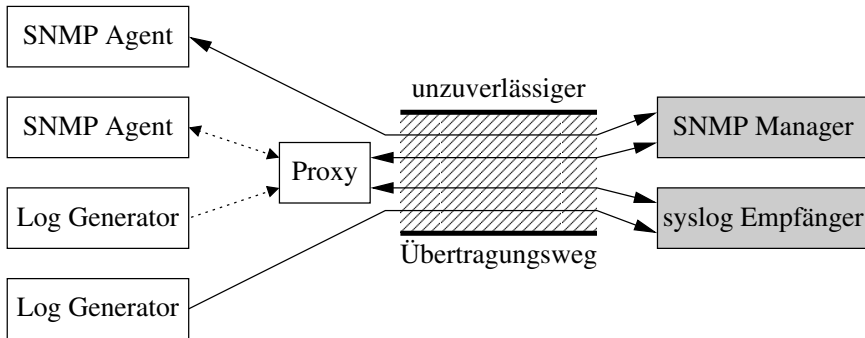 SNMP Agent
unzuverlässiger
SNMP Agent
SNMP Manager
Proxy
Log Generator
syslog Empfänger
Übertragungsweg
Log Generator